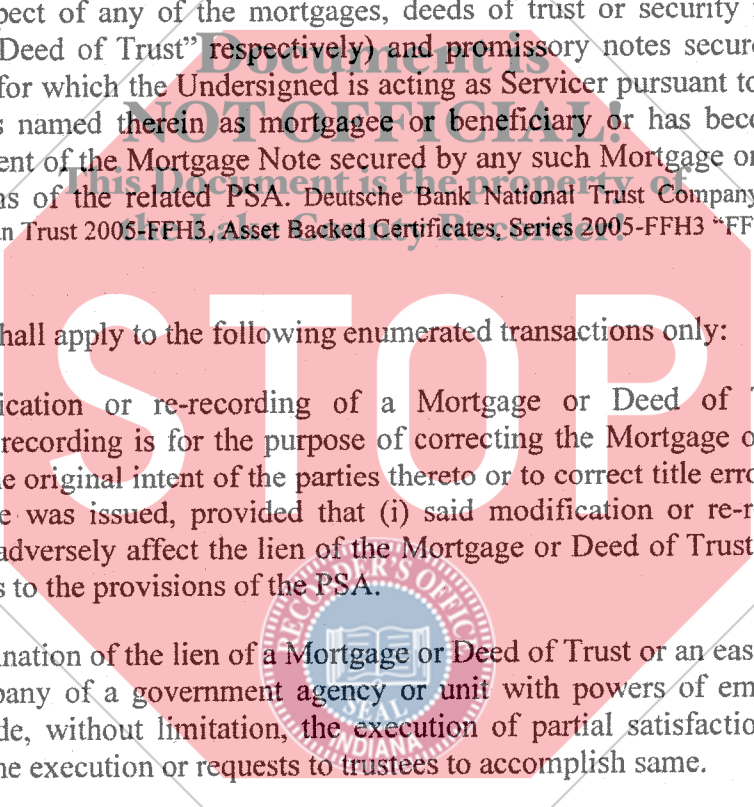 pect of any of the mortgages, deeds of trust or security
Document is
Deed of Trust” respectively) and promissory notes secur
for which the Undersigned is acting as Servicer pursuant to
NOT OFFICIAL!
s named therein as mortgagee or beneficiary or has beco
ent of the Mortgage Note secured by any such Mortgage or
This Document is the property of
ns of the related PSA. Deutsche Bank National Trust Company
the Lake County Recorder!
n Trust 2005-FFH3, Asset Backed Certificates, Series 2005-FFH3 “FF
STOP
hall apply to the following enumerated transactions only:
ication or re-recording of a Mortgage or Deed of T
recording is for the purpose of correcting the Mortgage o
e original intent of the parties thereto or to correct title erro
e was issued, provided that (i) said modification or re-r
adversely affect the lien of the Mortgage or Deed of Trust
s to the provisions of the PSA.
RECORDER'S OFFICE
nation of the lien of a Mortgage or Deed of Trust or an eas
pany of a government agency or unit with powers of em
SEAL
de, without limitation, the execution of partial satisfactio
INDIANA
ne execution or requests to trustees to accomplish same.